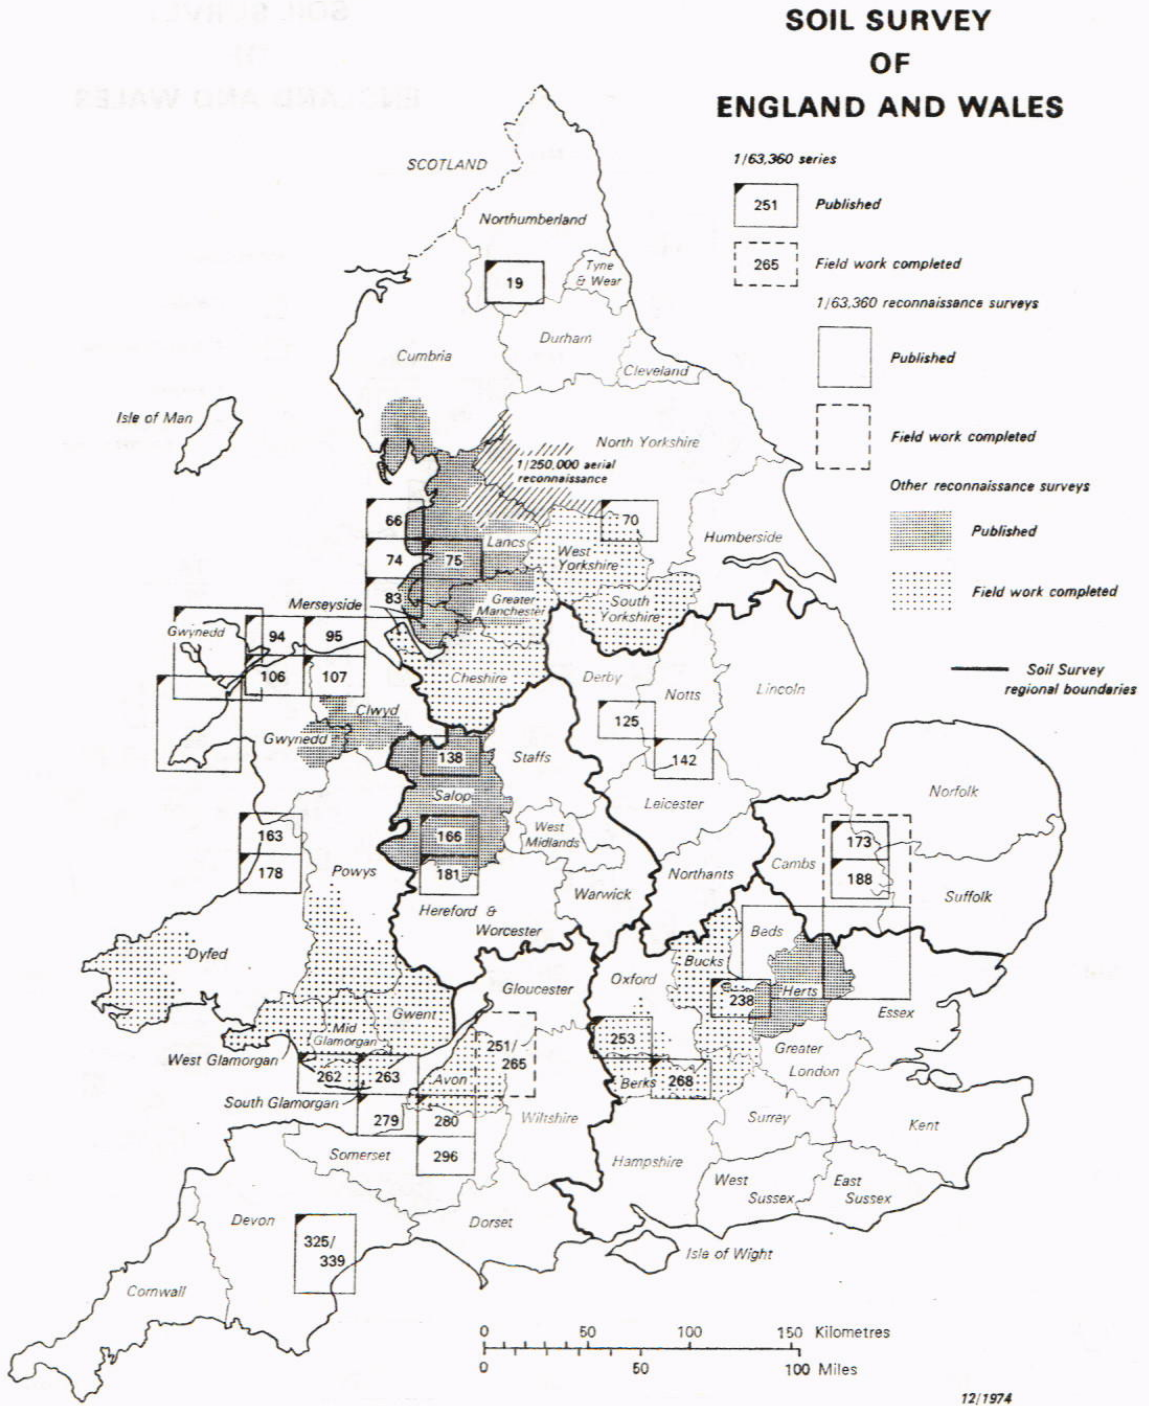 SOIL SURVEY
OF
ENGLAND AND WALES
1/63,360 series
251
Published
265
Field work completed
1/63,360 reconnaissance surveys
Published
Field work completed
Other reconnaissance surveys
Published
Field work completed
Soil Survey
regional boundaries
SCOTLAND
Northumberland
19
Tyne
& Wear
Durham
Cumbria
Cleveland
Isle of Man
North Yorkshire
1/250,000 aerial
reconnaissance
66
70
Lancs
Humberside
74
75
West
Yorkshire
83
Merseyside
Greater
Manchester
South
Yorkshire
Gwynedd
94
95
106
107
Cheshire
Derby
Notts
Lincoln
Clwyd
125
Gwynedd
138
Staffs
142
Salop
Leicester
Norfolk
163
166
West
Midlands
173
178
Powys
181
Warwick
Northants
Cambs
188
Suffolk
Hereford &
Worcester
Beds
Dyfed
Bucks
Oxford
Gloucester
Herts
238
Essex
Gwent
Mid
Glamorgan
West Glamorgan
251/
265
253
Greater
London
262
263
Avon
Berks
268
South Glamorgan
279
280
Wiltshire
Surrey
Kent
Somerset
296
Hampshire
West
Sussex
East
Sussex
Devon
Dorset
325/
339
Isle of Wight
Cornwall
0 50 100 150 Kilometres
0 50 100 Miles
12/1974